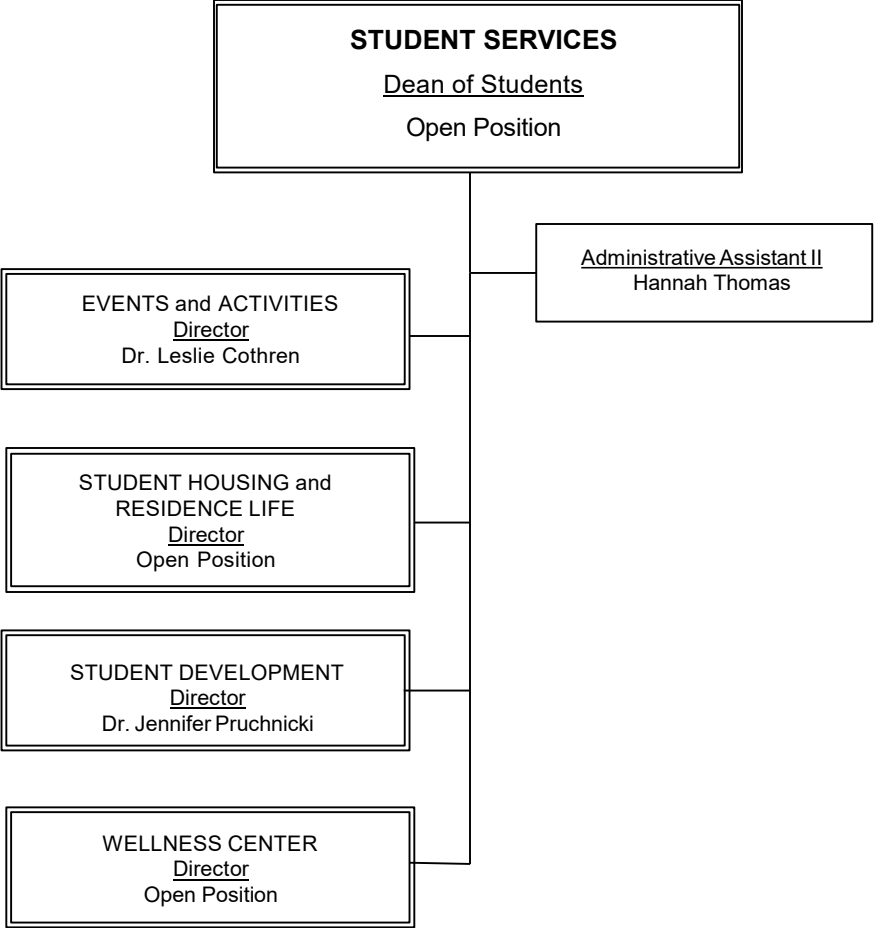 STUDENT SERVICES
Dean of Students
Open Position
Administrative Assistant II
Hannah Thomas
EVENTS and ACTIVITIES
Director
Dr. Leslie Cothren
STUDENT HOUSING and
RESIDENCE LIFE
Director
Open Position
STUDENT DEVELOPMENT
Director
Dr. Jennifer Pruchnicki
WELLNESS CENTER
Director
Open Position